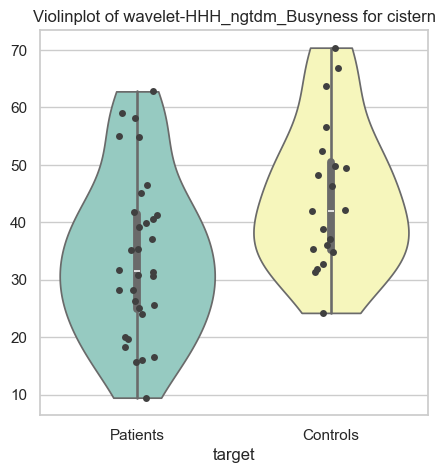 Violinplot of wavelet-HHH_ngtdm_Busyness for cistern
70
60
50
40
30
20
10
Patients Controls
target